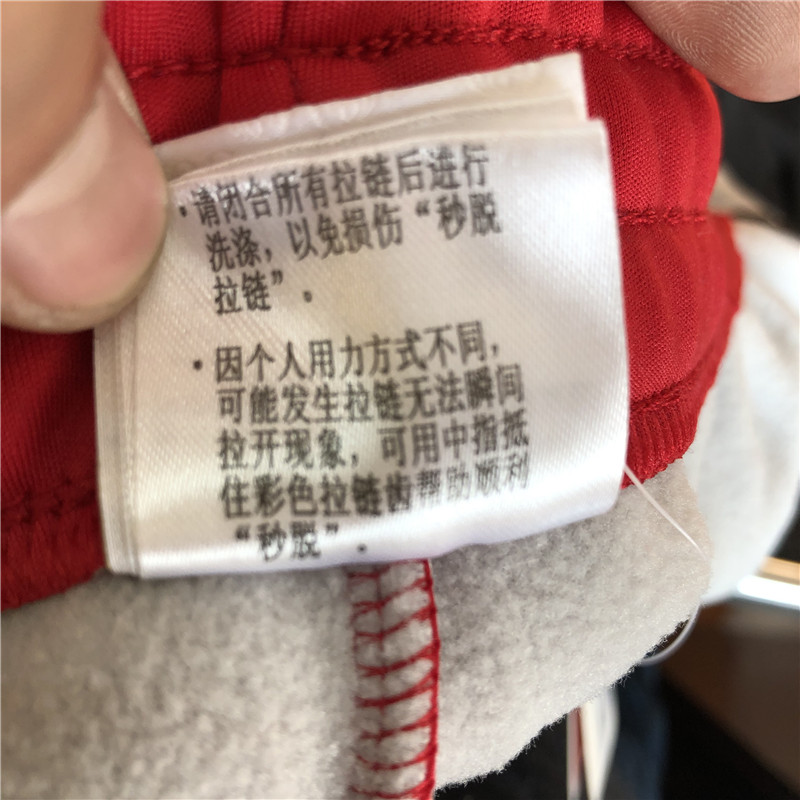 ·请闭合所有拉链后进行
洗涤，以免损伤“秒脱
拉链”。
·因个人用力方式不同，
可能发生拉链无法瞬间
拉开现象，可用中指抵
住彩色拉链齿帮助顺利
“秒脱”.